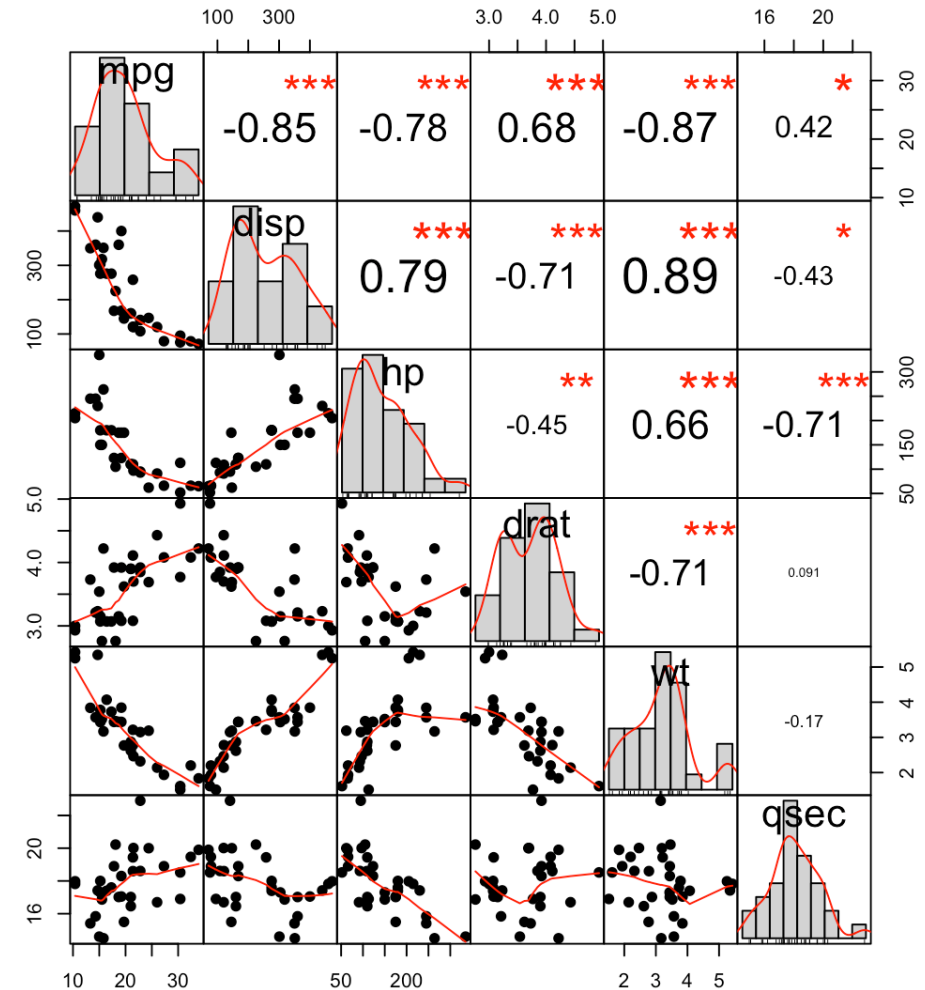 100 300 3.0 4.0 5.0 16 20
mpg *** *** *** *** *
-0.85 -0.78 0.68 -0.87 0.42
10 20 30
disp *** *** *** *
0.79 -0.71 0.89 -0.43
100 300
hp ** *** ***
-0.45 0.66 -0.71
50 150 300
drat ***
-0.71 0.091
3.0 4.0 5.0
wt
-0.17
2 3 4 5
qsec
16 20
10 20 30 50 200 2 3 4 5